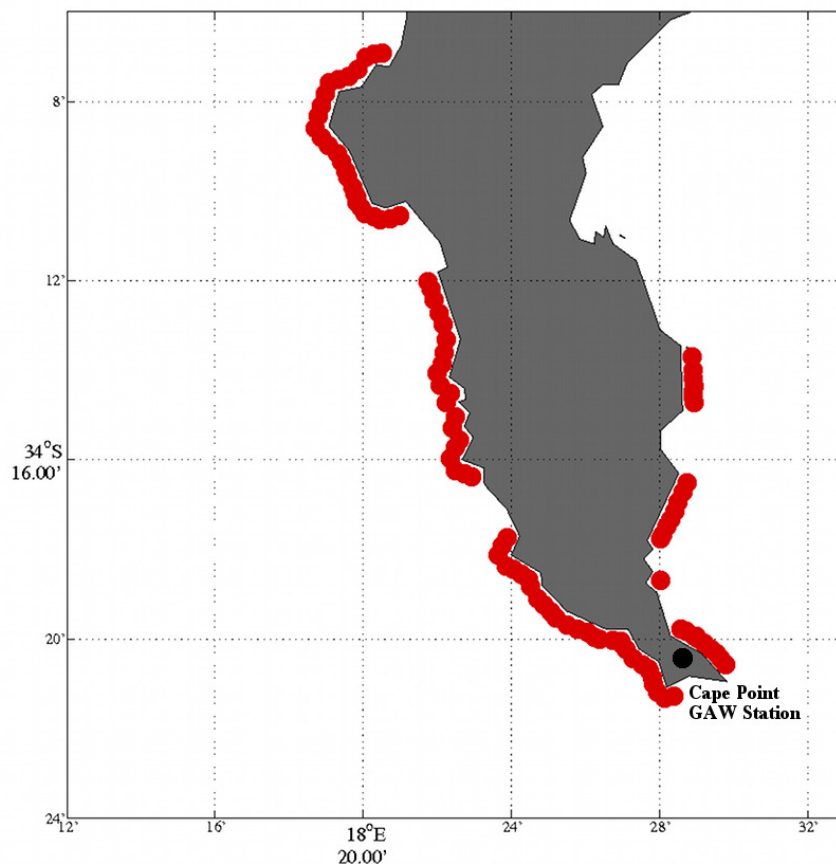 8'
12'
34°S
16.00'
20'
24'
Cape Point
GAW Station
12'
16'
18°E
20.00'
24'
28'
32'